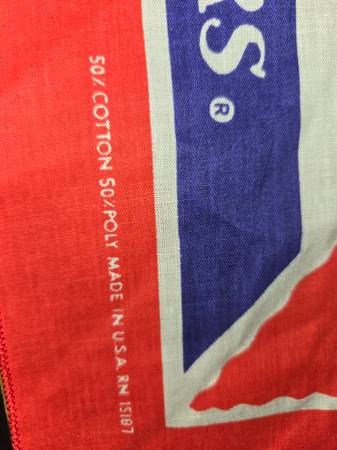 RS®
50% COTTON 50% POLY MADE IN U.S.A. RN 15187